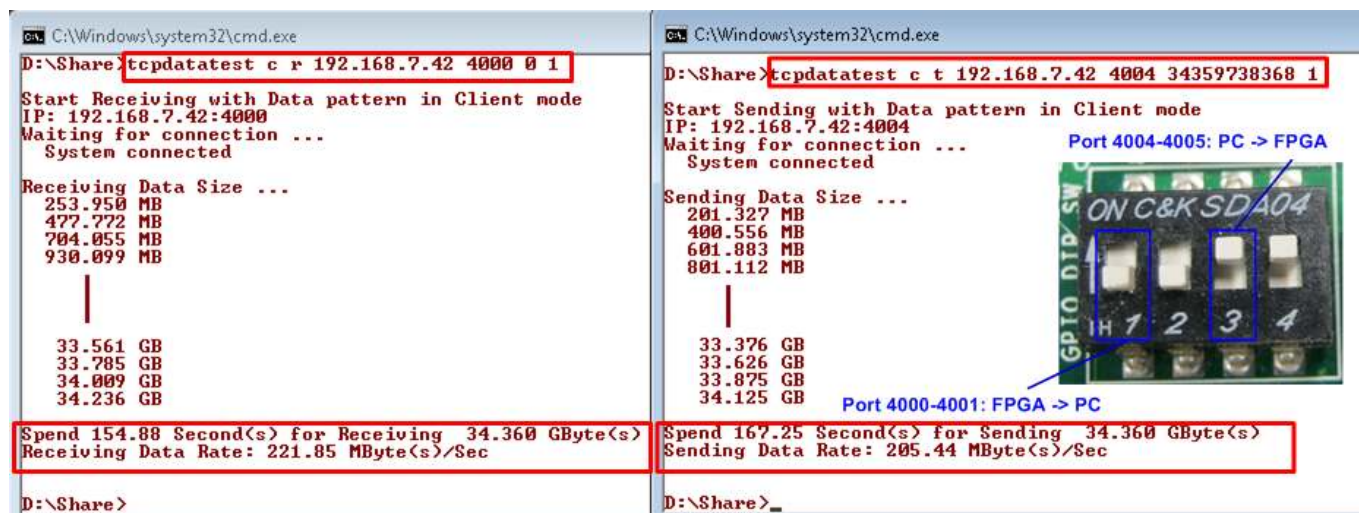 C:\Windows\system32\cmd.exe
D:\Share>tcpdatatest c r 192.168.7.42 4000 0 1
Start Receiving with Data pattern in Client mode
IP: 192.168.7.42:4000
Waiting for connection ...
System connected
Receiving Data Size ...
253.950 MB
477.772 MB
704.055 MB
930.099 MB
33.561 GB
33.785 GB
34.009 GB
34.236 GB
Spend 154.88 Second(s) for Receiving 34.360 GByte(s)
Receiving Data Rate: 221.85 MByte(s)/Sec
D:\Share>
C:\Windows\system32\cmd.exe
D:\Share>tcpdatatest c t 192.168.7.42 4004 34359738368 1
Start Sending with Data pattern in Client mode
IP: 192.168.7.42:4004
Waiting for connection ...
System connected
Sending Data Size ...
201.327 MB
400.556 MB
601.883 MB
801.112 MB
33.376 GB
33.626 GB
33.875 GB
34.125 GB
Spend 167.25 Second(s) for Sending 34.360 GByte(s)
Sending Data Rate: 205.44 MByte(s)/Sec
D:\Share>_
Port 4004-4005: PC -> FPGA
ON C&K SDA04
1 2 3 4
GPIO DIP SW
Port 4000-4001: FPGA -> PC